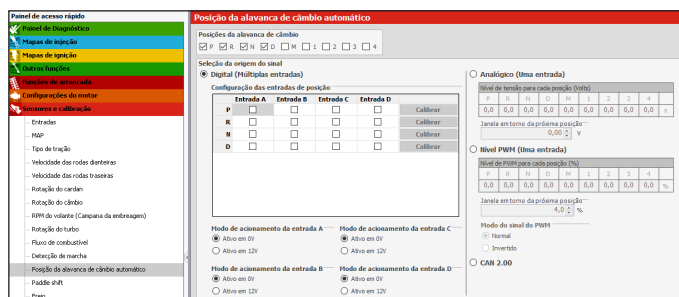 Painel de acesso rápido
Painel de Diagnóstico
Mapas de injeção
Mapas de ignição
Outras funções
Funções de arrancada
Configurações do motor
Sensores e calibração
Entradas
MAP
Tipo de tração
Velocidade das rodas dianteiras
Velocidade das rodas traseiras
Rotação do cardan
Rotação do câmbio
RPM do volante (Campana da embreagem)
Rotação do turbo
Fluxo de combustível
Detecção de marcha
Posição da alavanca de câmbio automático
Paddle shift
Freio
Posição da alavanca de câmbio automático
Posições da alavanca de câmbio
P R N D M 1 2 3 4
Seleção da origem do sinal
Digital (Múltiplas entradas)
Configuração das entradas de posição
Entrada A Entrada B Entrada C Entrada D
P Calibrar
R Calibrar
N Calibrar
D Calibrar
Modo de acionamento da entrada A
Ativo em 0V
Ativo em 12V
Modo de acionamento da entrada C
Ativo em 0V
Ativo em 12V
Modo de acionamento da entrada B
Ativo em 0V
Ativo em 12V
Modo de acionamento da entrada D
Ativo em 0V
Ativo em 12V
Analógico (Uma entrada)
Nível de tensão para cada posição (Volts)
P R N D M 1 2 3 4
0,0 0,0 0,0 0,0 0,0 0,0 0,0 0,0 0,0 V
Janela em torno da próxima posição
0,00 V
Nível PWM (Uma entrada)
Nível de PWM para cada posição (%)
P R N D M 1 2 3 4
0,0 0,0 0,0 0,0 0,0 0,0 0,0 0,0 0,0 %
Janela em torno da próxima posição
4,0 %
Modo do sinal do PWM
Normal
Invertido
CAN 2.00